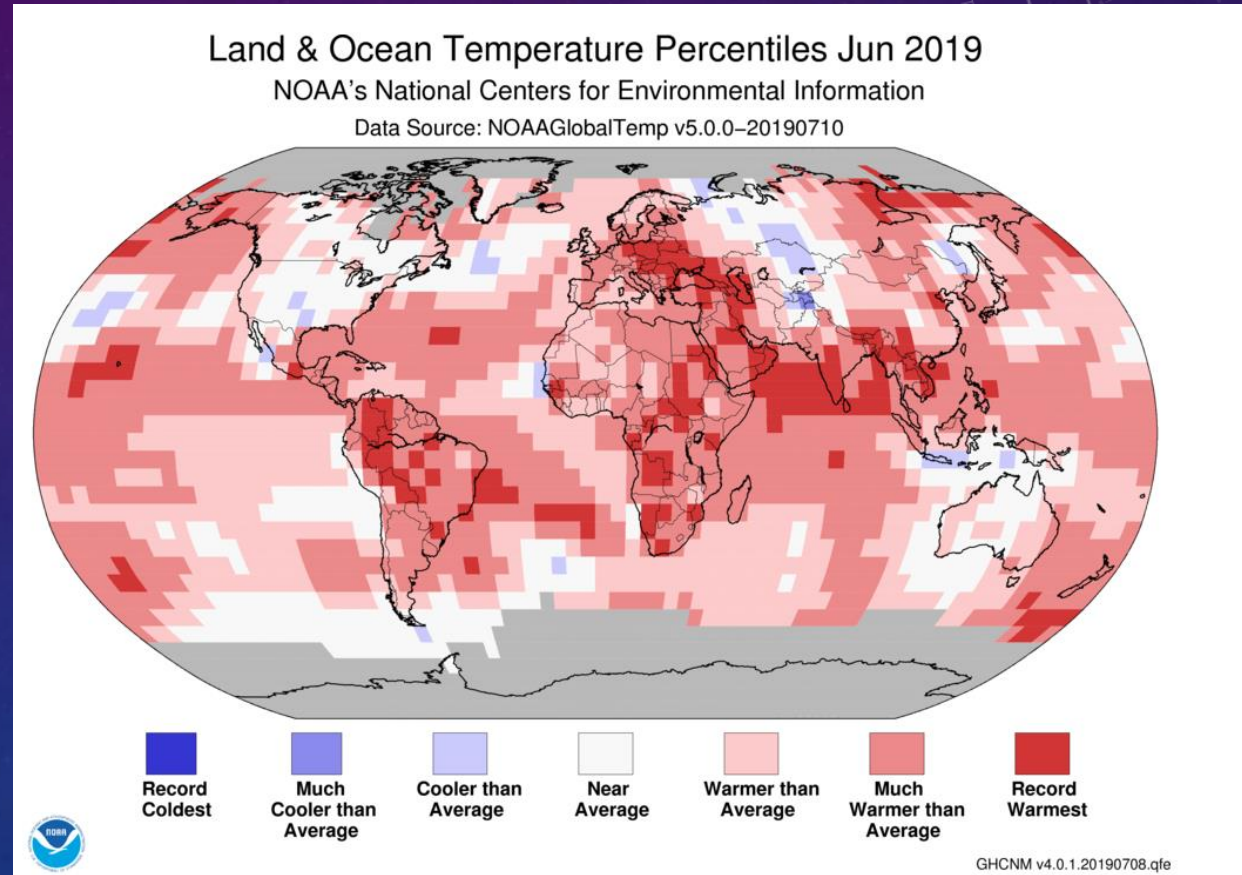 Land & Ocean Temperature Percentiles Jun 2019
NOAA's National Centers for Environmental Information
Data Source: NOAAGlobalTemp v5.0.0–20190710
Record
Coldest
Much
Cooler than
Average
Cooler than
Average
Near
Average
Warmer than
Average
Much
Warmer than
Average
Record
Warmest
NOAA
GHCNM v4.0.1.20190708.qfe